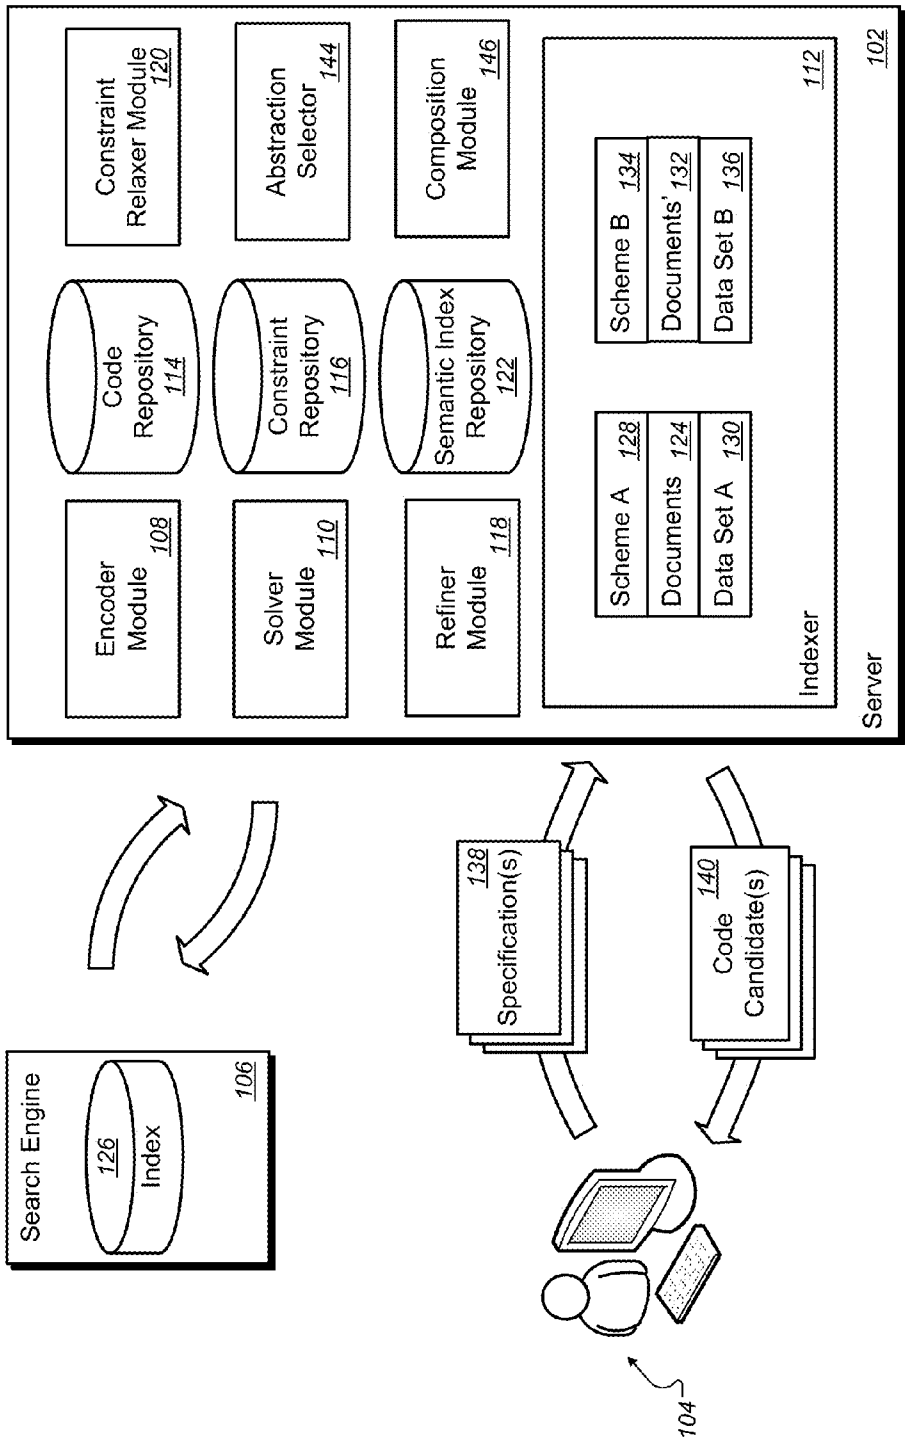 Search Engine
126
Index
106
104
138
Specification(s)
140
Code
Candidate(s)
Encoder
Module 108
Code
Repository
114
Constraint
Relaxer Module
120
Solver
Module 110
Constraint
Repository
116
Abstraction
Selector 144
Refiner
Module 118
Semantic Index
Repository
122
Composition
Module 146
Scheme A 128
Documents 124
Data Set A 130
Scheme B 134
Documents' 132
Data Set B 136
Indexer
112
Server
102